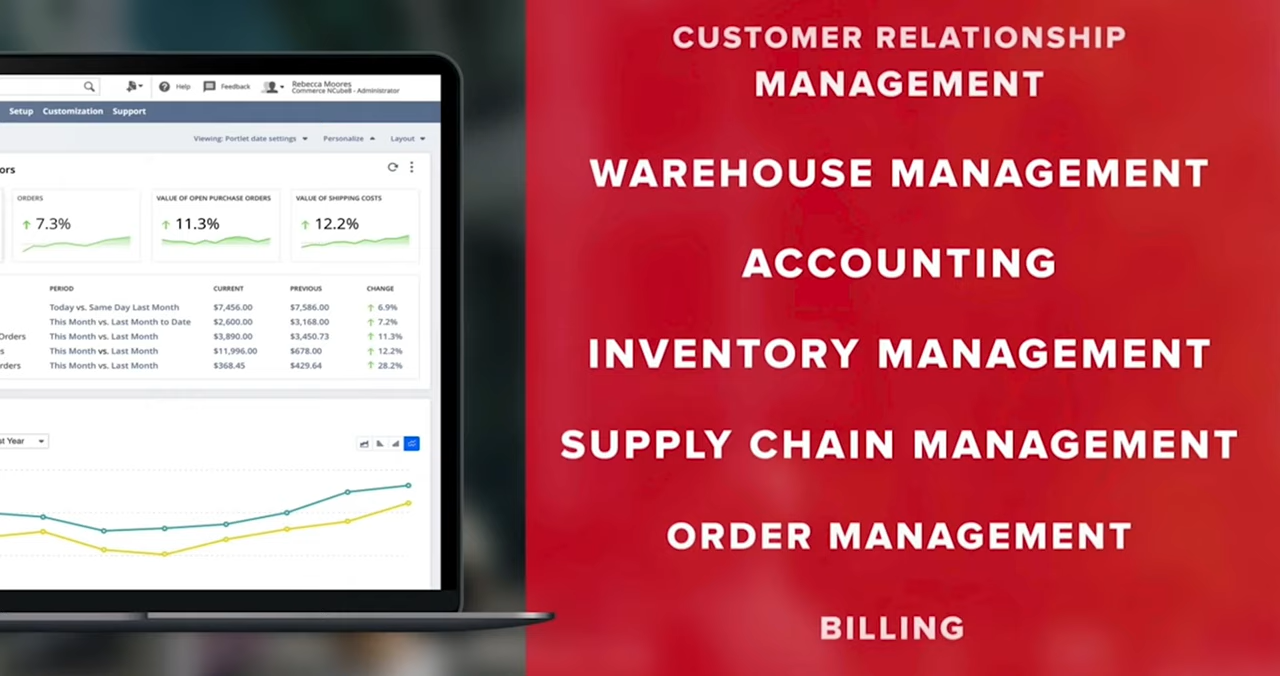 Help
Feedback
Rebecca Moores
Commerce NCube8 - Administrator
Setup Customization Support
Viewing: Portlet date settings Personalize Layout
ors
ORDERS
7.3%
VALUE OF OPEN PURCHASE ORDERS
11.3%
VALUE OF SHIPPING COSTS
12.2%
PERIOD CURRENT PREVIOUS CHANGE
Today vs. Same Day Last Month $7,456.00 $7,586.00 6.9%
This Month vs. Last Month to Date $2,600.00 $3,168.00 7.2%
Orders This Month vs. Last Month $3,890.00 $3,450.73 11.3%
s This Month vs. Last Month $11,996.00 $678.00 12.2%
rders This Month vs. Last Month $368.45 $429.64 28.2%
st Year
CUSTOMER RELATIONSHIP
MANAGEMENT
WAREHOUSE MANAGEMENT
ACCOUNTING
INVENTORY MANAGEMENT
SUPPLY CHAIN MANAGEMENT
ORDER MANAGEMENT
BILLING